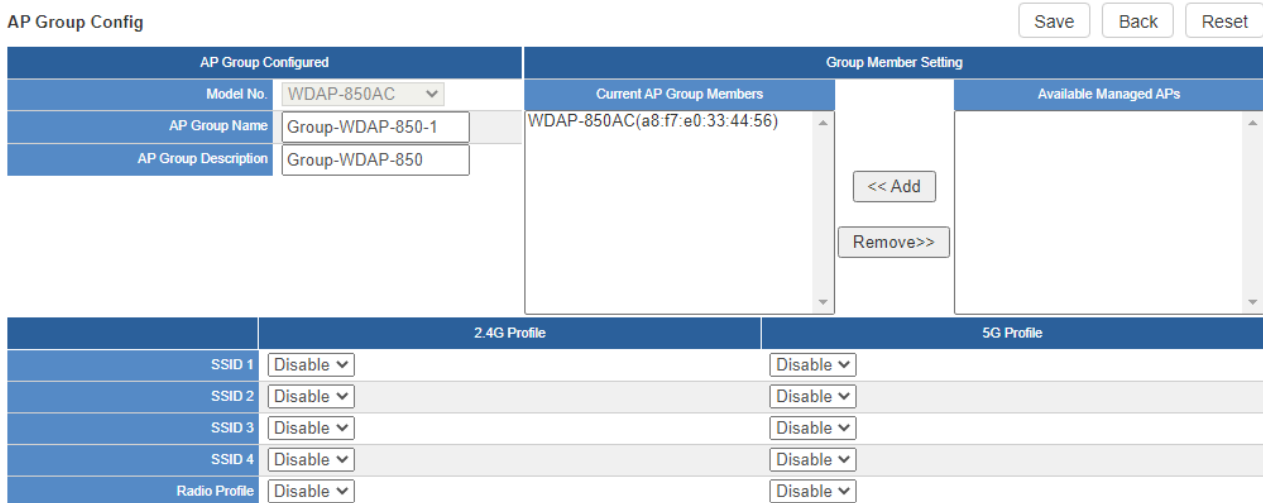 AP Group Config Save Back Reset
AP Group Configured Group Member Setting
Model No. WDAP-850AC Current AP Group Members Available Managed APs
AP Group Name Group-WDAP-850-1 WDAP-850AC(a8:f7:e0:33:44:56)
AP Group Description Group-WDAP-850
<< Add
Remove>>
2.4G Profile 5G Profile
SSID 1 Disable Disable
SSID 2 Disable Disable
SSID 3 Disable Disable
SSID 4 Disable Disable
Radio Profile Disable Disable